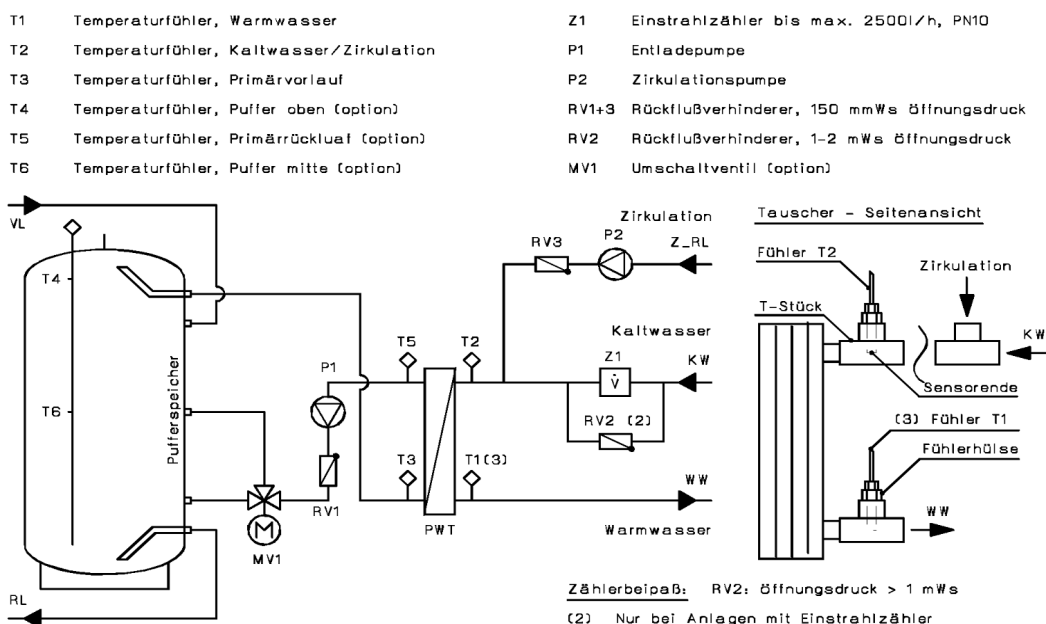 T1 Temperaturfühler, Warmwasser
T2 Temperaturfühler, Kaltwasser/Zirkulation
T3 Temperaturfühler, Primärvorlauf
T4 Temperaturfühler, Puffer oben (option)
T5 Temperaturfühler, Primärrückluaf (option)
T6 Temperaturfühler, Puffer mitte (option)
Z1 Einstrahlzähler bis max. 2500l/h, PN10
P1 Entladepumpe
P2 Zirkulationspumpe
RV1+3 Rückflußverhinderer, 150 mmWs öffnungsdruck
RV2 Rückflußverhinderer, 1-2 mWs öffnungsdruck
MV1 Umschaltventil (option)
VL
T4
T6
Pufferspeicher
RL
MV1
M
RV1
P1
T5
T3
PWT
T2
T1(3)
RV3
Zirkulation
P2
Z_RL
Kaltwasser
Z1
V̇
KW
RV2 (2)
WW
Warmwasser
Tauscher - Seitenansicht
Fühler T2
Zirkulation
T-Stück
KW
Sensorende
(3) Fühler T1
Fühlerhülse
WW
Zählerbeipaß: RV2: öffnungsdruck > 1 mWs
(2) Nur bei Anlagen mit Einstrahlzähler